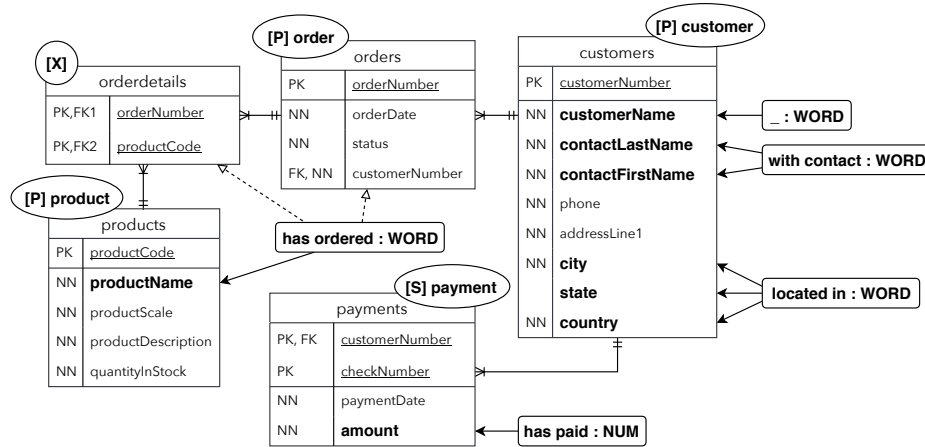 [P] customer
[P] order
[X]
orders
customers
orderdetails
PK orderNumber
PK customerNumber
PK,FK1 orderNumber
NN orderDate
NN customerName
_ : WORD
PK,FK2 productCode
NN status
NN contactLastName
with contact : WORD
FK, NN customerNumber
NN contactFirstName
[P] product
NN phone
products
has ordered : WORD
NN addressLine1
PK productCode
NN city
NN productName
[S] payment
state
located in : WORD
NN productScale
payments
NN country
NN productDescription
PK, FK customerNumber
NN quantityInStock
PK checkNumber
NN paymentDate
NN amount
has paid : NUM